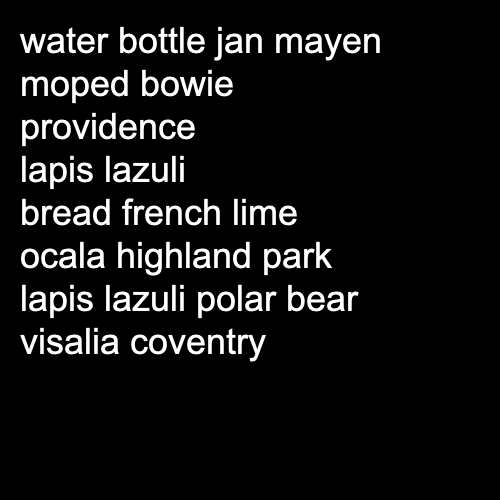 water bottle jan mayen
moped bowie
providence
lapis lazuli
bread french lime
ocala highland park
lapis lazuli polar bear
visalia coventry